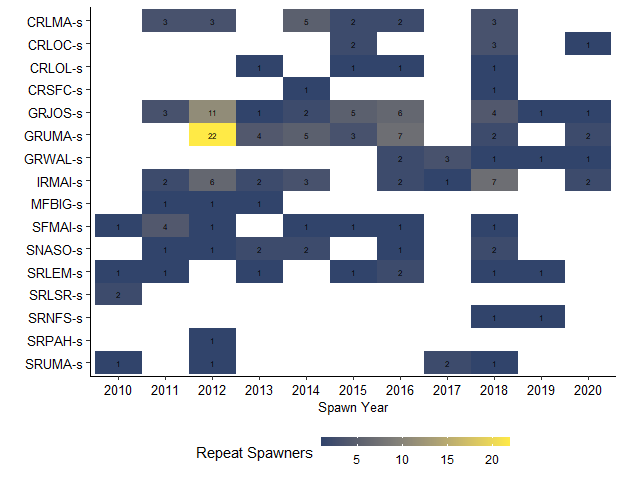 CRLMA-s 3 3 5 2 2 3
CRLOC-s 2 3 1
CRLOL-s 1 1 1 1
CRSFC-s 1 1
GRJOS-s 3 11 1 2 5 6 4 1 1
GRUMA-s 22 4 5 3 7 2 2
GRWAL-s 2 3 1 1 1
IRMAI-s 2 6 2 3 2 1 7 2
MFBIG-s 1 1 1
SFMAI-s 1 4 1 1 1 1 1
SNASO-s 1 1 2 2 1 2
SRLEM-s 1 1 1 1 2 1 1
SRLSR-s 2
SRNFS-s 1 1
SRPAH-s 1
SRUMA-s 1 1 2 1
2010 2011 2012 2013 2014 2015 2016 2017 2018 2019 2020
Spawn Year
Repeat Spawners
5 10 15 20